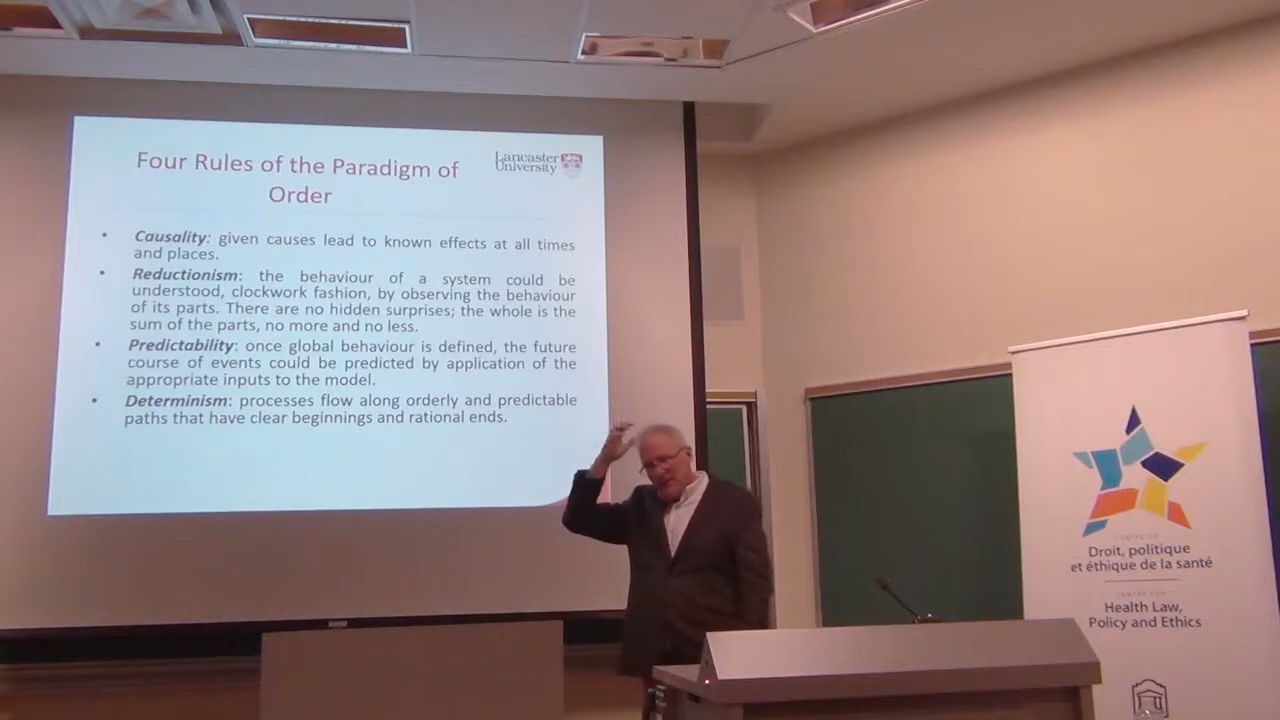 Four Rules of the Paradigm of
Order
Lancaster
University
• Causality: given causes lead to known effects at all times
and places.
• Reductionism: the behaviour of a system could be
understood, clockwork fashion, by observing the behaviour
of its parts. There are no hidden surprises; the whole is the
sum of the parts, no more and no less.
• Predictability: once global behaviour is defined, the future
course of events could be predicted by application of the
appropriate inputs to the model.
• Determinism: processes flow along orderly and predictable
paths that have clear beginnings and rational ends.
CENTRE DE
Droit, politique
et éthique de la santé
CENTRE FOR
Health Law,
Policy and Ethics